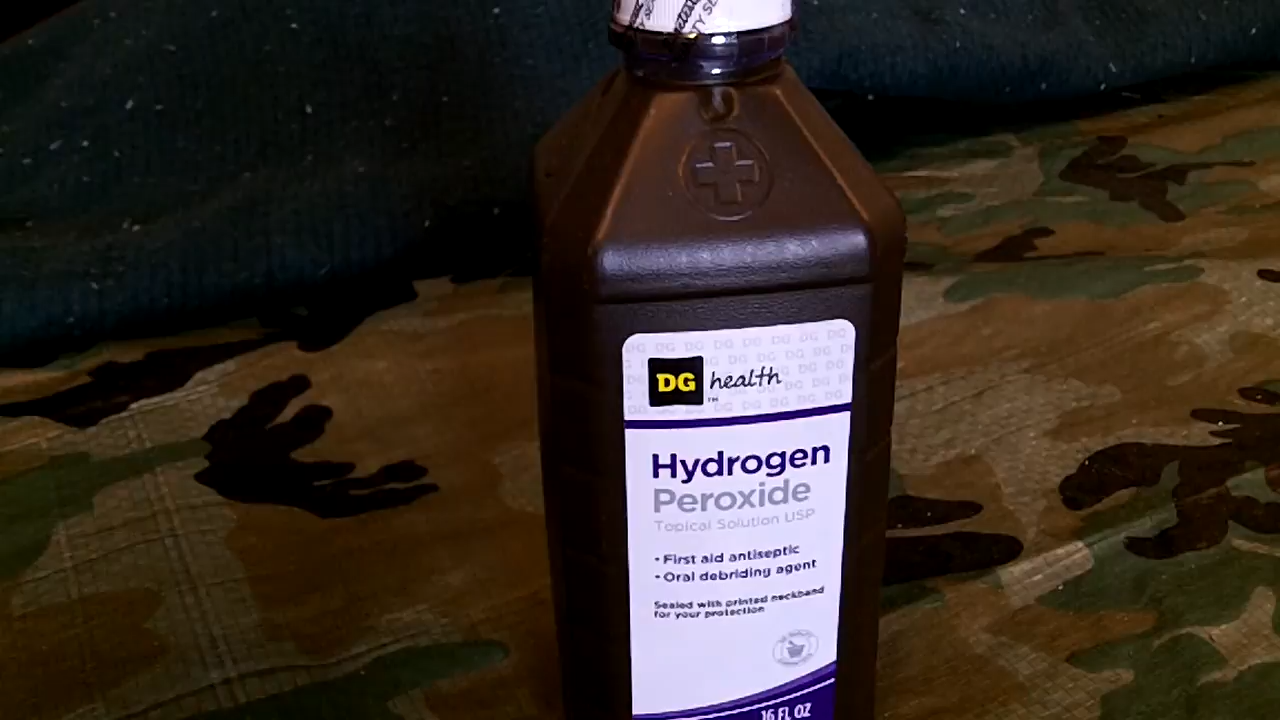 DG health™
Hydrogen
Peroxide
Topical Solution USP
• First aid antiseptic
• Oral debriding agent
Sealed with printed neckband
for your protection
16 FL OZ